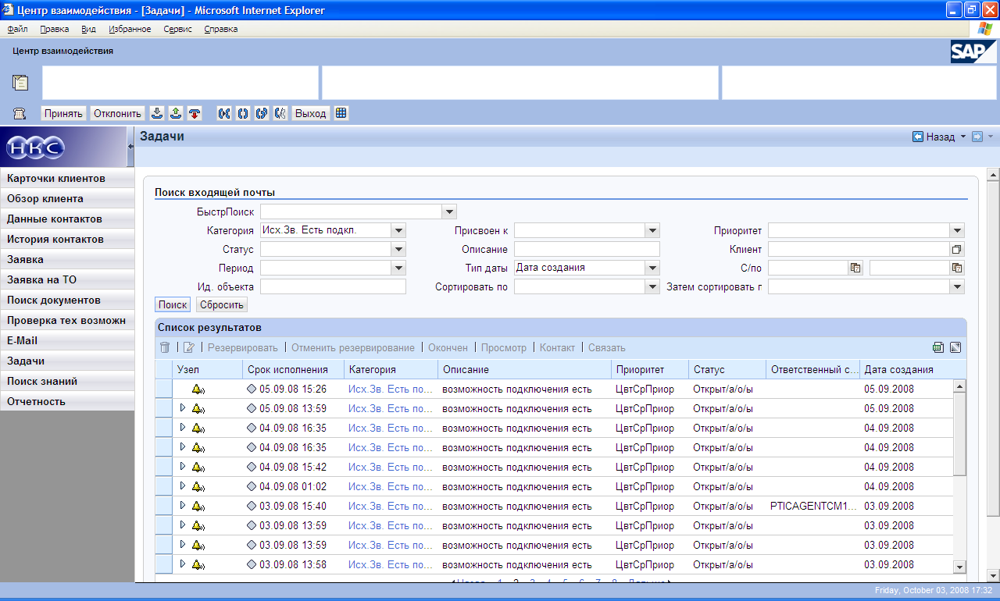 Центр взаимодействия - [Задачи] - Microsoft Internet Explorer
Файл Правка Вид Избранное Сервис Справка
Центр взаимодействия
SAP
Принять Отклонить Выход
НКС
Задачи
Назад
Карточки клиентов
Обзор клиента
Данные контактов
История контактов
Заявка
Заявка на ТО
Поиск документов
Проверка тех возможн
E-Mail
Задачи
Поиск знаний
Отчетность
Поиск входящей почты
БыстрПоиск
Категория Исх.Зв. Есть подкл. Присвоен к Приоритет
Статус Описание Клиент
Период Тип даты Дата создания С/по
Ид. объекта Сортировать по Затем сортировать г
Поиск Сбросить
Список результатов
Резервировать Отменить резервирование Окончен Просмотр Контакт Связать
Узел Срок исполнения Категория Описание Приоритет Статус Ответственный с... Дата создания
05.09.08 15:26 Исх.Зв. Есть по... возможность подключения есть ЦвтСрПриор Открыт/а/о/ы 05.09.2008
05.09.08 13:59 Исх.Зв. Есть по... возможность подключения есть ЦвтСрПриор Открыт/а/о/ы 05.09.2008
04.09.08 16:35 Исх.Зв. Есть по... возможность подключения есть ЦвтСрПриор Открыт/а/о/ы 04.09.2008
04.09.08 16:35 Исх.Зв. Есть по... возможность подключения есть ЦвтСрПриор Открыт/а/о/ы 04.09.2008
04.09.08 15:42 Исх.Зв. Есть по... возможность подключения есть ЦвтСрПриор Открыт/а/о/ы 04.09.2008
04.09.08 01:02 Исх.Зв. Есть по... возможность подключения есть ЦвтСрПриор Открыт/а/о/ы 04.09.2008
03.09.08 15:40 Исх.Зв. Есть по... возможность подключения есть ЦвтСрПриор Открыт/а/о/ы PTICAGENTCM1... 03.09.2008
03.09.08 13:59 Исх.Зв. Есть по... возможность подключения есть ЦвтСрПриор Открыт/а/о/ы 03.09.2008
03.09.08 13:59 Исх.Зв. Есть по... возможность подключения есть ЦвтСрПриор Открыт/а/о/ы 03.09.2008
03.09.08 13:58 Исх.Зв. Есть по... возможность подключения есть ЦвтСрПриор Открыт/а/о/ы 03.09.2008
Назад 1 2 3 4 5 6 7 8 Дальше
Friday, October 03, 2008 17:32